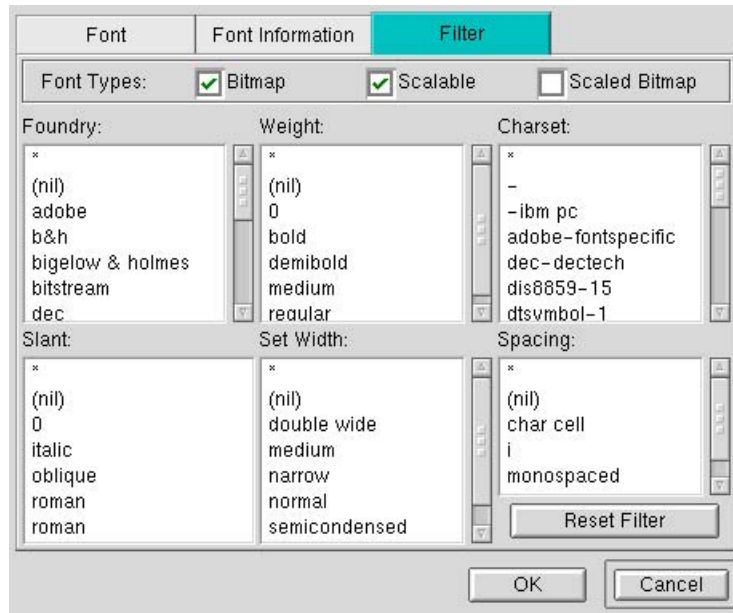 Font
Font Information
Filter
Font Types:
Bitmap
Scalable
Scaled Bitmap
Foundry:
*
(nil)
adobe
b&h
bigelow & holmes
bitstream
dec
Weight:
*
(nil)
0
bold
demibold
medium
regular
Charset:
*
-
-ibm pc
adobe-fontspecific
dec-dectech
dis8859-15
dtsymbol-1
Slant:
*
(nil)
0
italic
oblique
roman
roman
Set Width:
*
(nil)
double wide
medium
narrow
normal
semicondensed
Spacing:
*
(nil)
char cell
i
monospaced
Reset Filter
OK
Cancel